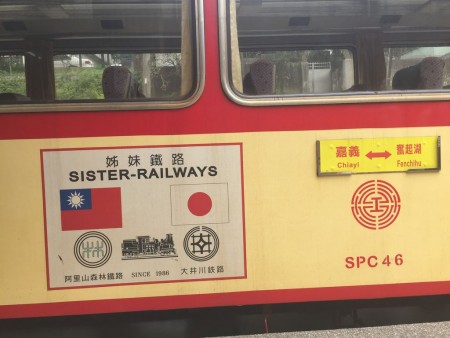 姊妹鐵路
SISTER-RAILWAYS
阿里山森林鐵路 SINCE 1986 大井川鉄路
嘉義 奮起湖
Chiayi Fenchihu
SPC46